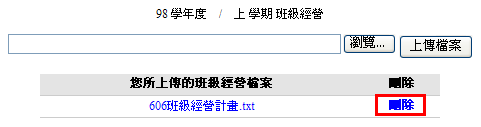 98 學年度 / 上 學期 班級經營
瀏覽... 上傳檔案
您所上傳的班級經營檔案 刪除
606班級經營計畫.txt 刪除